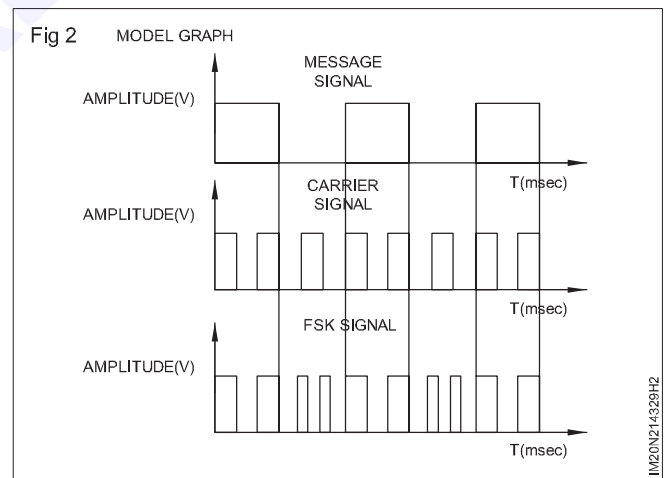 Fig 2 MODEL GRAPH
MESSAGE
SIGNAL
AMPLITUDE(V)
T(msec)
CARRIER
SIGNAL
AMPLITUDE(V)
T(msec)
FSK SIGNAL
AMPLITUDE(V)
T(msec)
IM20N214329H2